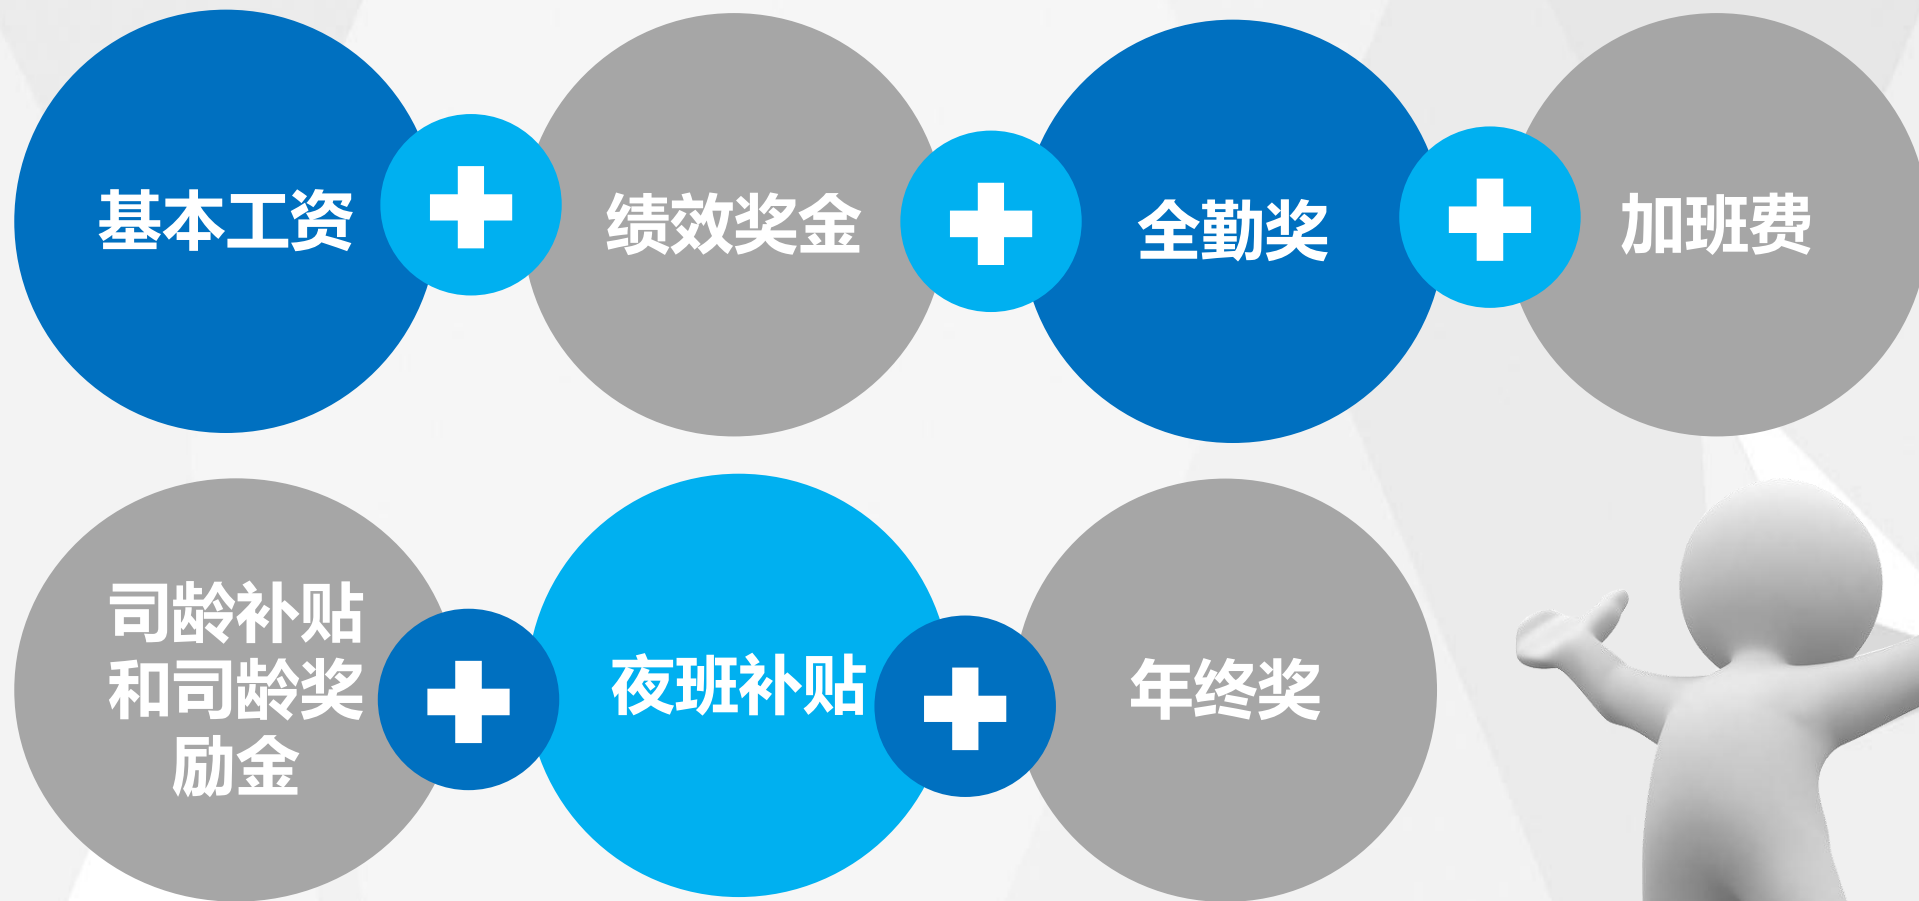 基本工资
绩效奖金
全勤奖
加班费
司龄补贴
和司龄奖
励金
夜班补贴
年终奖